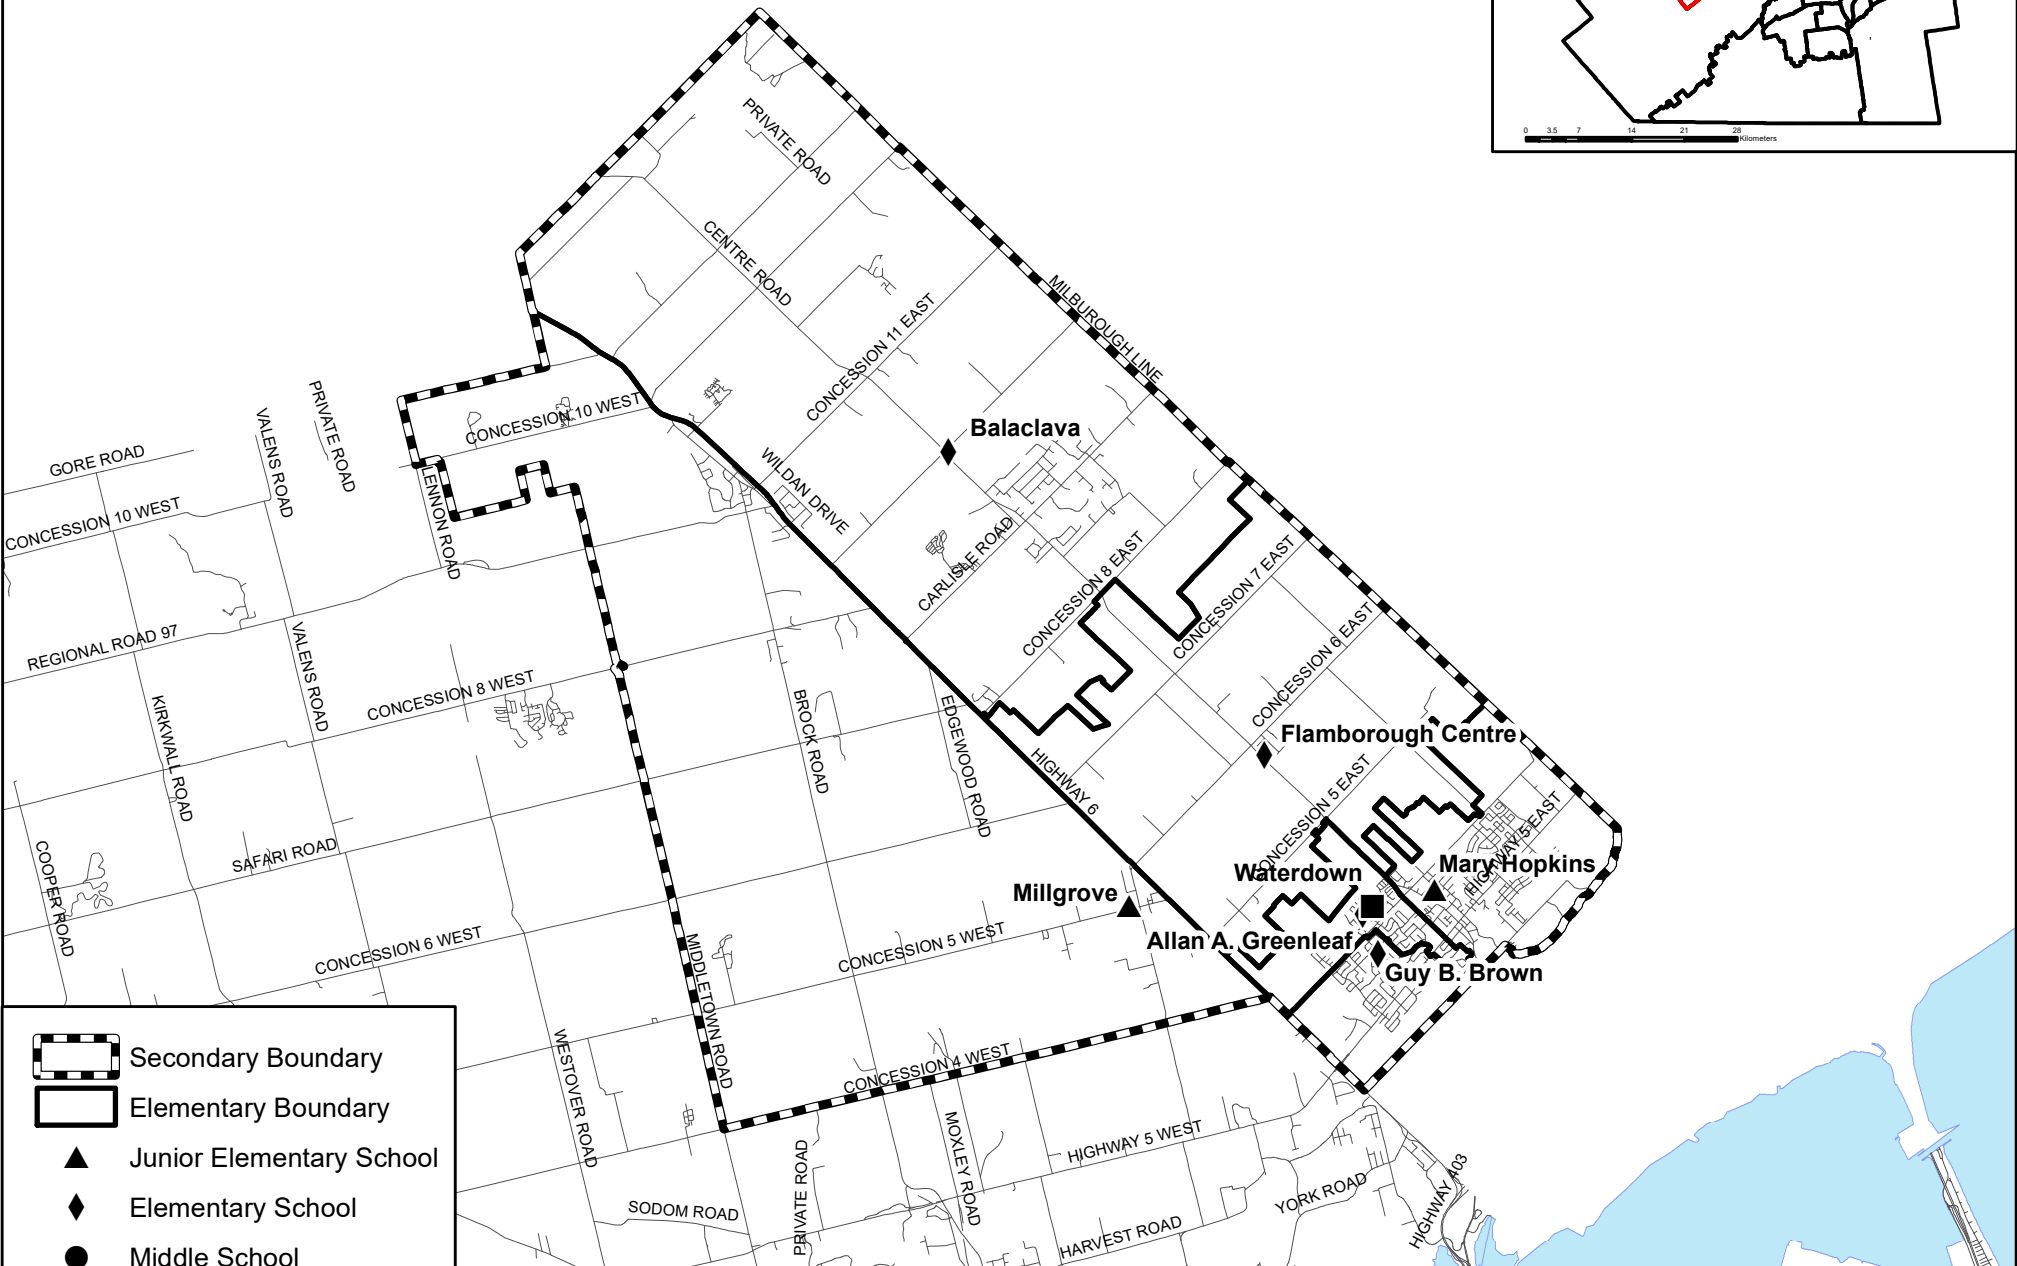 0 3.5 7 14 21 28
Kilometers
PRIVATE ROAD
CENTRE ROAD
MILBUROUGH LINE
CONCESSION 11 EAST
PRIVATE ROAD
VALENS ROAD
CONCESSION 10 WEST
GORE ROAD
Balaclava
WILDAN DRIVE
LENNON ROAD
CONCESSION 10 WEST
CARLISLE ROAD
CONCESSION 8 EAST
CONCESSION 7 EAST
CONCESSION 6 EAST
REGIONAL ROAD 97
VALENS ROAD
CONCESSION 8 WEST
KIRKWALL ROAD
BROCK ROAD
EDGEWOOD ROAD
HIGHWAY 6
Flamborough Centre
CONCESSION 5 EAST
HIGHWAY 5 EAST
COOPER ROAD
SAFARI ROAD
Waterdown
Mary Hopkins
Millgrove
Allan A. Greenleaf
Guy B. Brown
CONCESSION 6 WEST
MIDDLETOWN ROAD
CONCESSION 5 WEST
WESTOVER ROAD
CONCESSION 4 WEST
MOXLEY ROAD
HIGHWAY 5 WEST
PRIVATE ROAD
SODOM ROAD
HARVEST ROAD
YORK ROAD
HIGHWAY 403
Secondary Boundary
Elementary Boundary
Junior Elementary School
Elementary School
Middle School